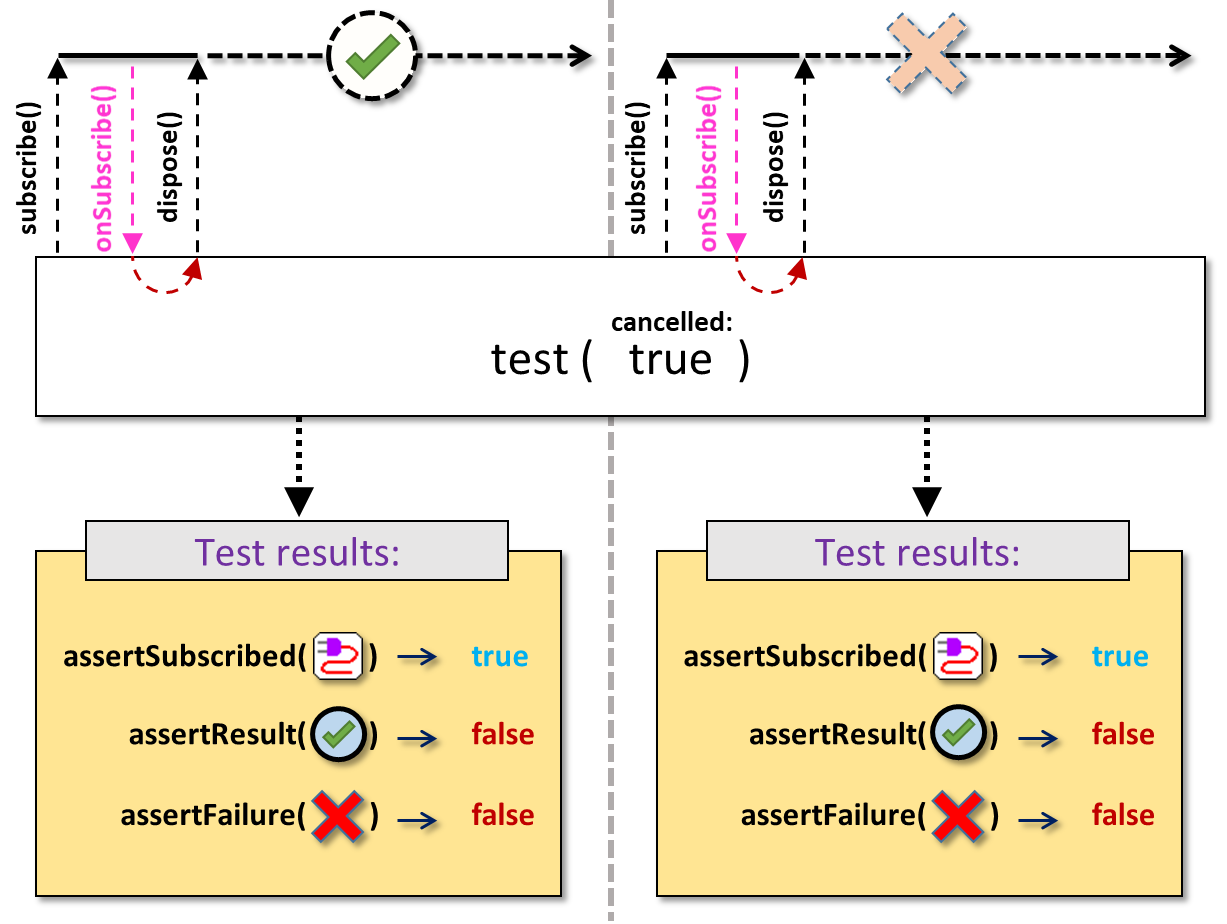 subscribe()
onSubscribe()
dispose()
subscribe()
onSubscribe()
dispose()
cancelled:
test ( true )
Test results:
assertSubscribed( ) true
assertResult( ) false
assertFailure( ) false
Test results:
assertSubscribed( ) true
assertResult( ) false
assertFailure( ) false